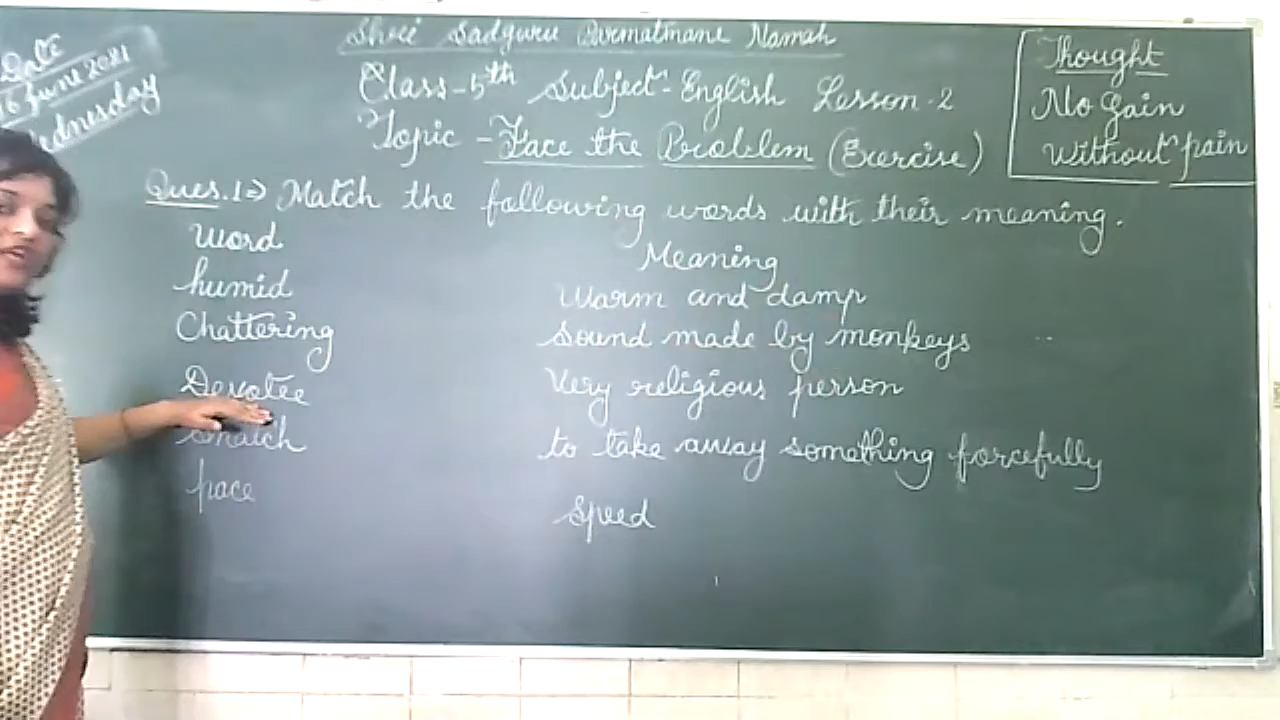 Date
16 June 2021
Wednesday
Shree Sadguru Parmatmane Namah
Class-5th Subject-English Lesson-2
Topic-Face the Problem (Exercise)
Thought
No Gain
Without pain
Ques.1⇒ Match the following words with their meaning.
Word Meaning
humid Warm and damp
Chattering Sound made by monkeys
Devotee Very religious person
Snatch to take away something forcefully
pace Speed